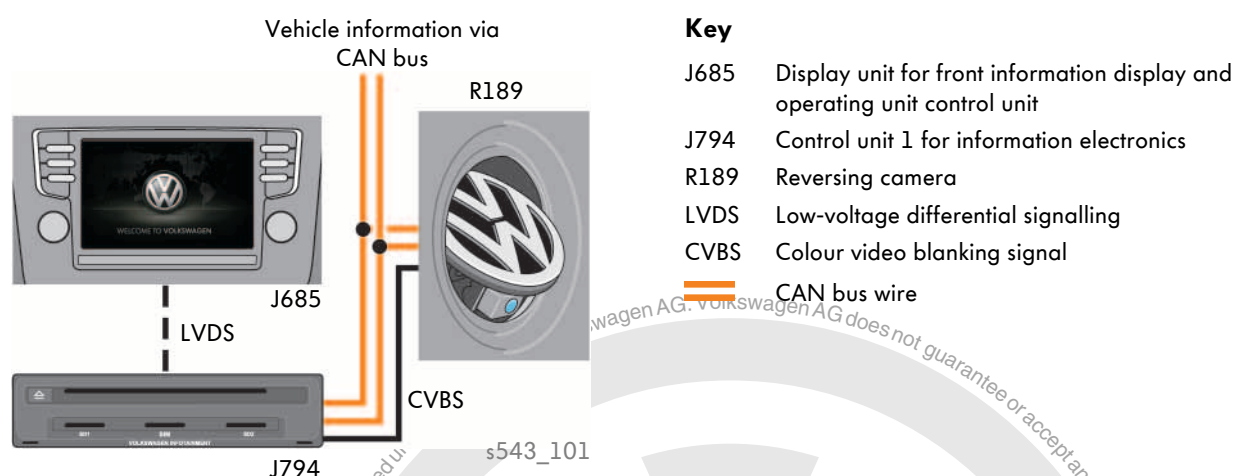 Vehicle information via
CAN bus
R189
WELCOME TO VOLKSWAGEN
J685
LVDS
CVBS
VOLKSWAGEN INFOTAINMENT
J794
s543_101
Key
J685 Display unit for front information display and
operating unit control unit
J794 Control unit 1 for information electronics
R189 Reversing camera
LVDS Low-voltage differential signalling
CVBS Colour video blanking signal
CAN bus wire
swagen AG. Volkswagen AG does not guarantee or accept